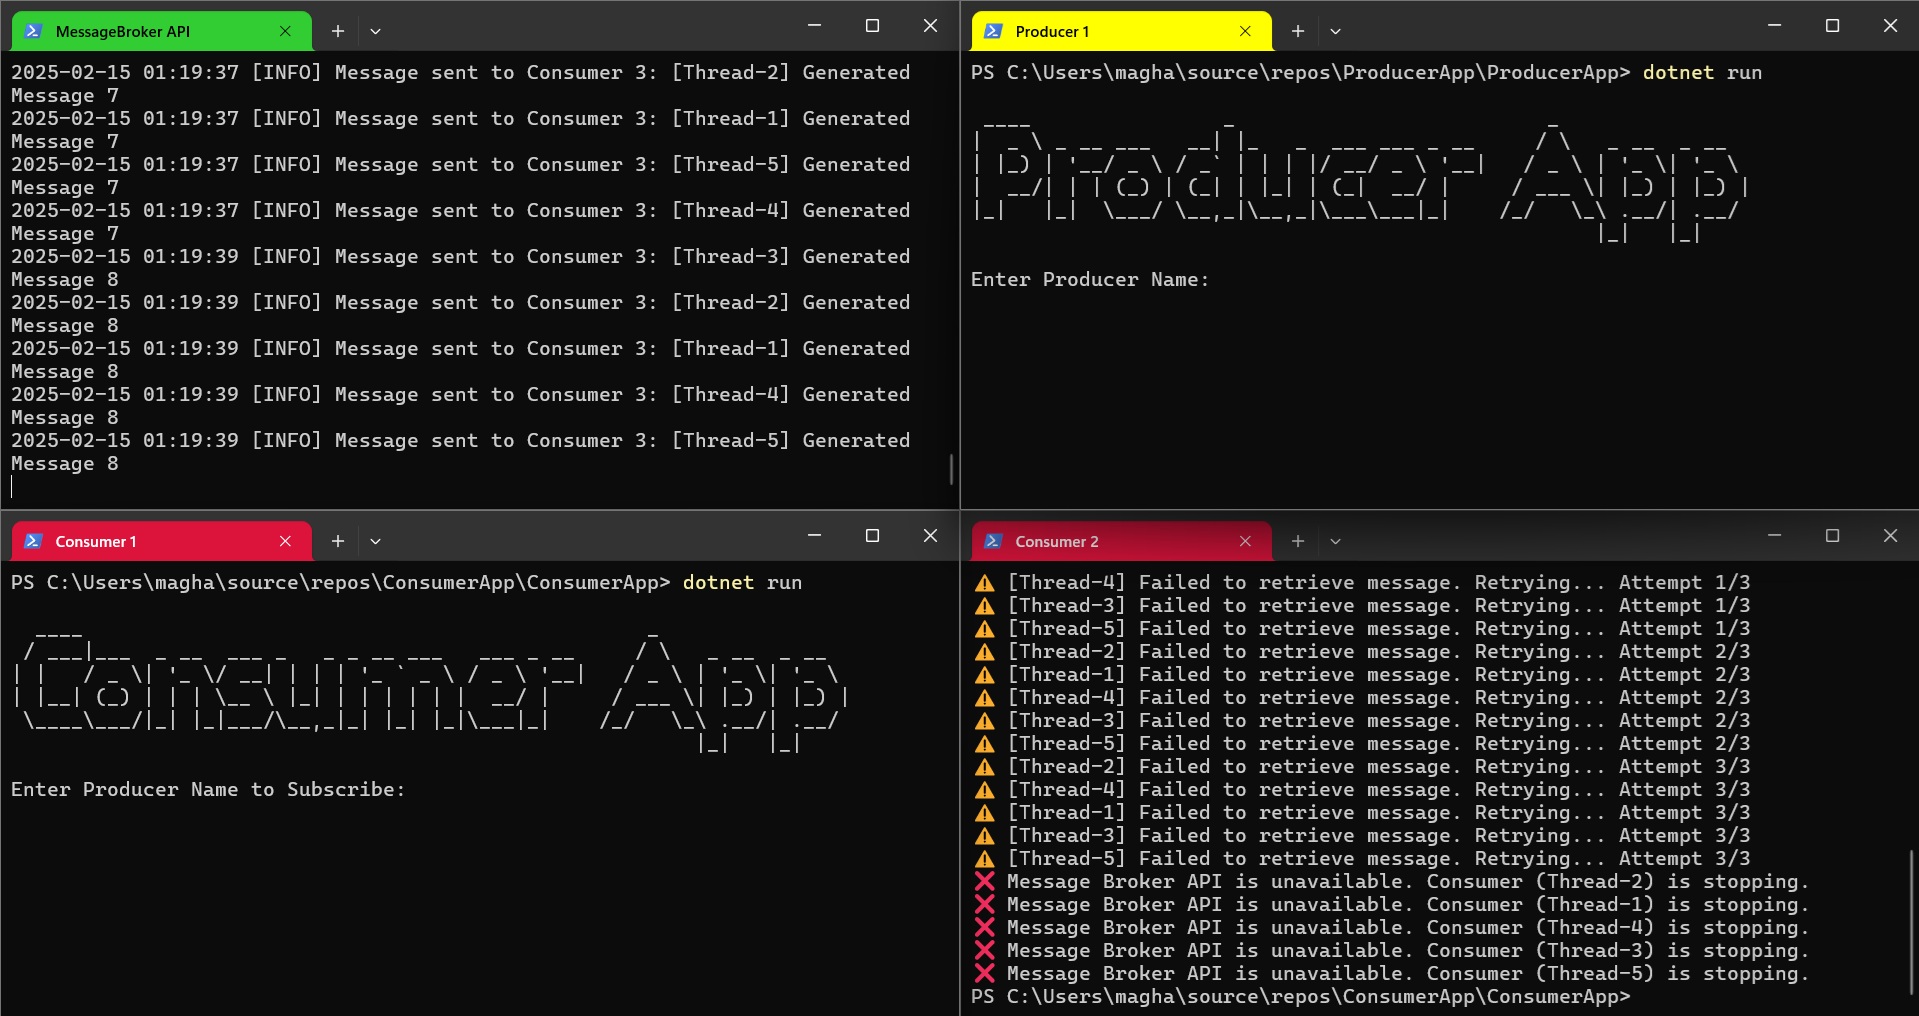 MessageBroker API
2025-02-15 01:19:37 [INFO] Message sent to Consumer 3: [Thread-2] Generated
Message 7
2025-02-15 01:19:37 [INFO] Message sent to Consumer 3: [Thread-1] Generated
Message 7
2025-02-15 01:19:37 [INFO] Message sent to Consumer 3: [Thread-5] Generated
Message 7
2025-02-15 01:19:37 [INFO] Message sent to Consumer 3: [Thread-4] Generated
Message 7
2025-02-15 01:19:39 [INFO] Message sent to Consumer 3: [Thread-3] Generated
Message 8
2025-02-15 01:19:39 [INFO] Message sent to Consumer 3: [Thread-2] Generated
Message 8
2025-02-15 01:19:39 [INFO] Message sent to Consumer 3: [Thread-1] Generated
Message 8
2025-02-15 01:19:39 [INFO] Message sent to Consumer 3: [Thread-4] Generated
Message 8
2025-02-15 01:19:39 [INFO] Message sent to Consumer 3: [Thread-5] Generated
Message 8
Producer 1
PS C:\Users\magha\source\repos\ProducerApp\ProducerApp> dotnet run
Producer App
Enter Producer Name:
Consumer 1
PS C:\Users\magha\source\repos\ConsumerApp\ConsumerApp> dotnet run
Consumer App
Enter Producer Name to Subscribe:
Consumer 2
⚠ [Thread-4] Failed to retrieve message. Retrying... Attempt 1/3
⚠ [Thread-3] Failed to retrieve message. Retrying... Attempt 1/3
⚠ [Thread-5] Failed to retrieve message. Retrying... Attempt 1/3
⚠ [Thread-2] Failed to retrieve message. Retrying... Attempt 2/3
⚠ [Thread-1] Failed to retrieve message. Retrying... Attempt 2/3
⚠ [Thread-4] Failed to retrieve message. Retrying... Attempt 2/3
⚠ [Thread-3] Failed to retrieve message. Retrying... Attempt 2/3
⚠ [Thread-5] Failed to retrieve message. Retrying... Attempt 2/3
⚠ [Thread-2] Failed to retrieve message. Retrying... Attempt 3/3
⚠ [Thread-4] Failed to retrieve message. Retrying... Attempt 3/3
⚠ [Thread-1] Failed to retrieve message. Retrying... Attempt 3/3
⚠ [Thread-3] Failed to retrieve message. Retrying... Attempt 3/3
⚠ [Thread-5] Failed to retrieve message. Retrying... Attempt 3/3
❌ Message Broker API is unavailable. Consumer (Thread-2) is stopping.
❌ Message Broker API is unavailable. Consumer (Thread-1) is stopping.
❌ Message Broker API is unavailable. Consumer (Thread-4) is stopping.
❌ Message Broker API is unavailable. Consumer (Thread-3) is stopping.
❌ Message Broker API is unavailable. Consumer (Thread-5) is stopping.
PS C:\Users\magha\source\repos\ConsumerApp\ConsumerApp>